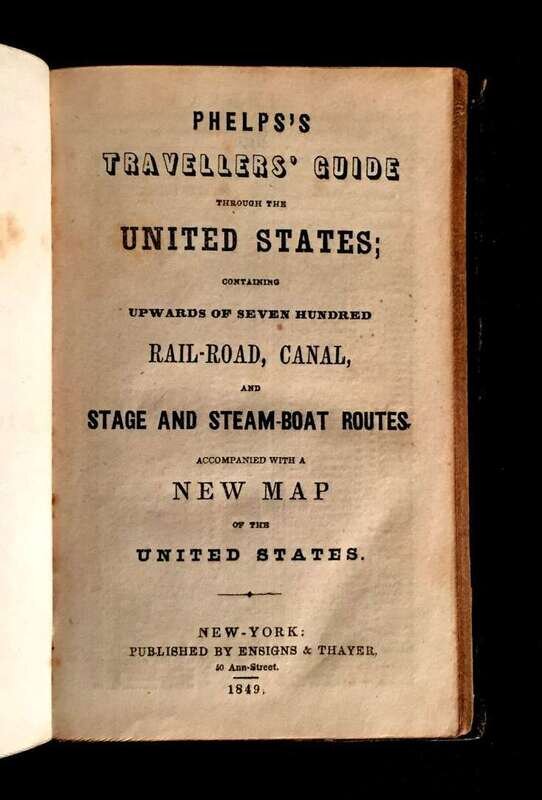 PHELPS'S
TRAVELLERS' GUIDE
THROUGH THE
UNITED STATES;
CONTAINING
UPWARDS OF SEVEN HUNDRED
RAIL-ROAD, CANAL,
AND
STAGE AND STEAM-BOAT ROUTES.
ACCOMPANIED WITH A
NEW MAP
OF THE
UNITED STATES.
NEW-YORK:
PUBLISHED BY ENSIGNS & THAYER,
50 Ann-Street.
1849.